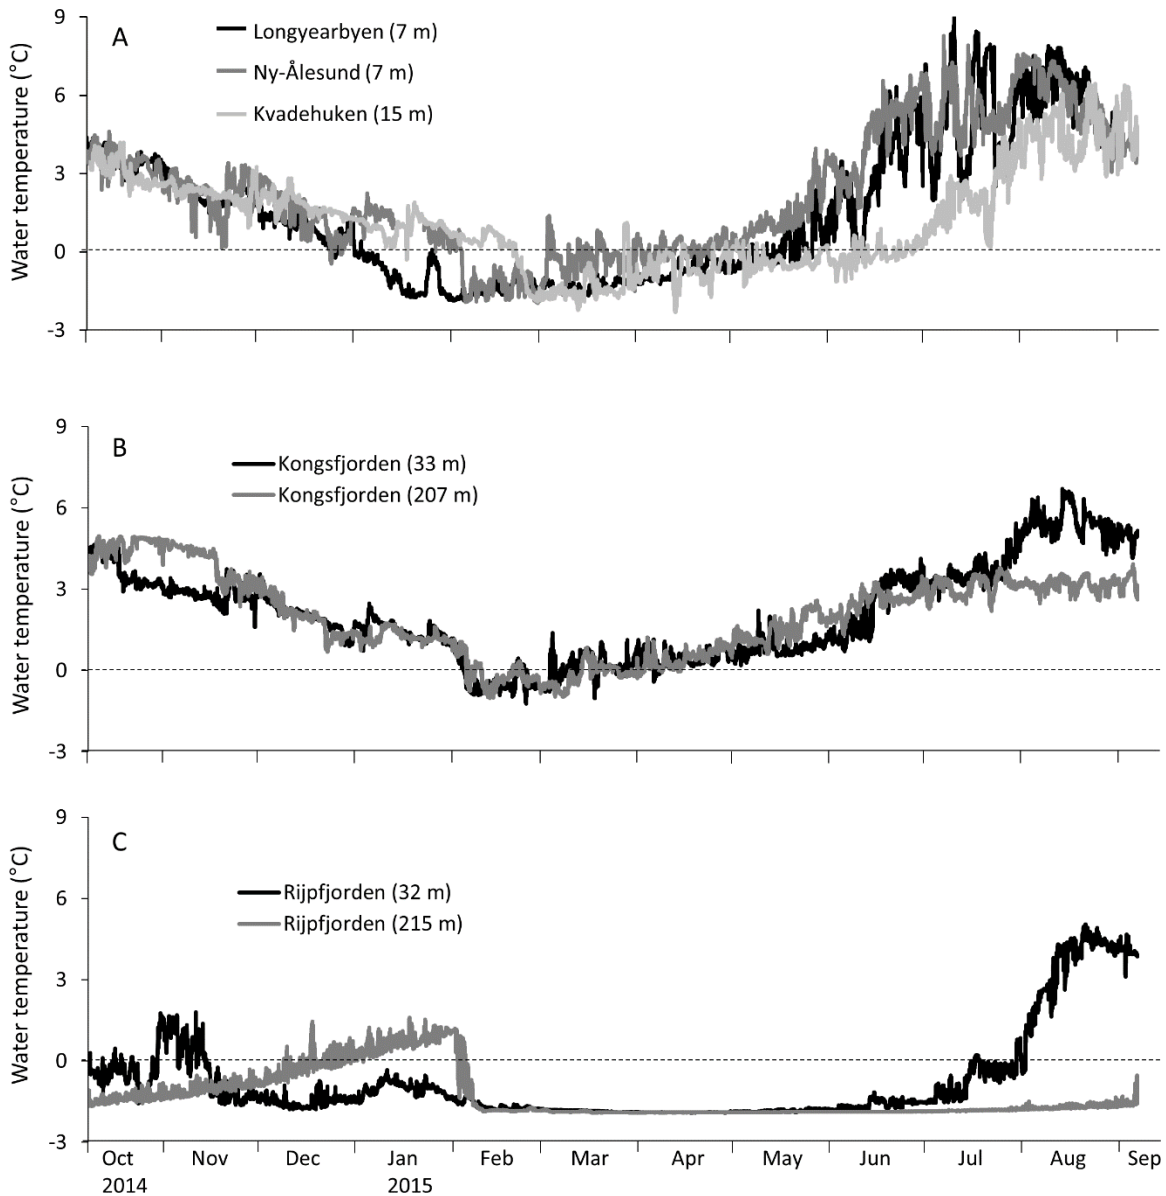 A
Longyearbyen (7 m)
Ny-Ålesund (7 m)
Kvadehuken (15 m)
Water temperature (°C)
9
6
3
0
-3
B
Kongsfjorden (33 m)
Kongsfjorden (207 m)
Water temperature (°C)
9
6
3
0
-3
C
Rijpfjorden (32 m)
Rijpfjorden (215 m)
Water temperature (°C)
9
6
3
0
-3
Oct Nov Dec Jan Feb Mar Apr May Jun Jul Aug Sep
2014 2015